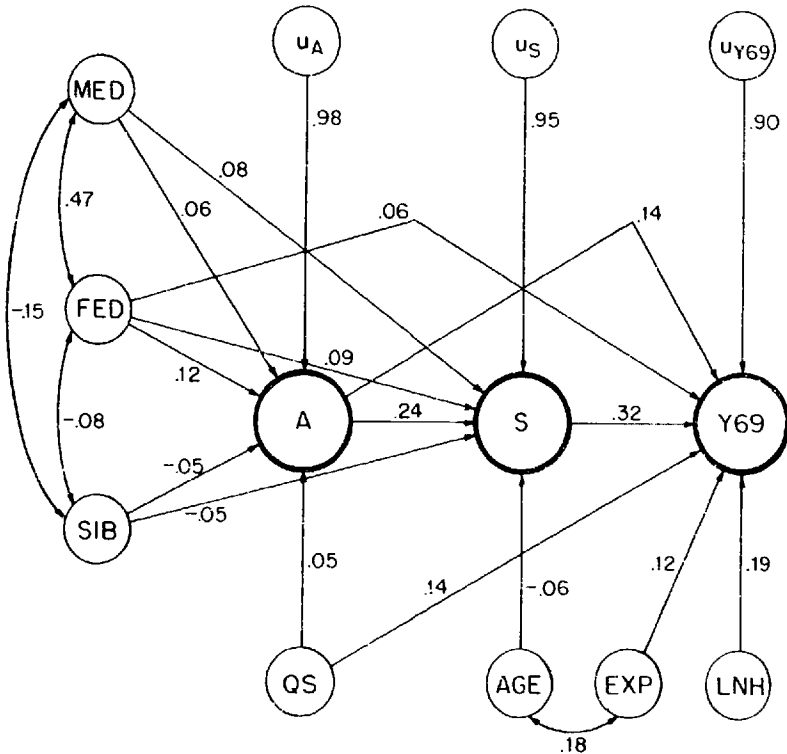 uA
uS
uY69
MED
.98
.95
.90
.08
.47
.06
.06
.14
FED
-.15
.09
.12
A
.24
S
.32
Y69
-.08
-.05
-.05
SIB
.05
.14
-.06
.12
.19
QS
AGE
EXP
LNH
.18